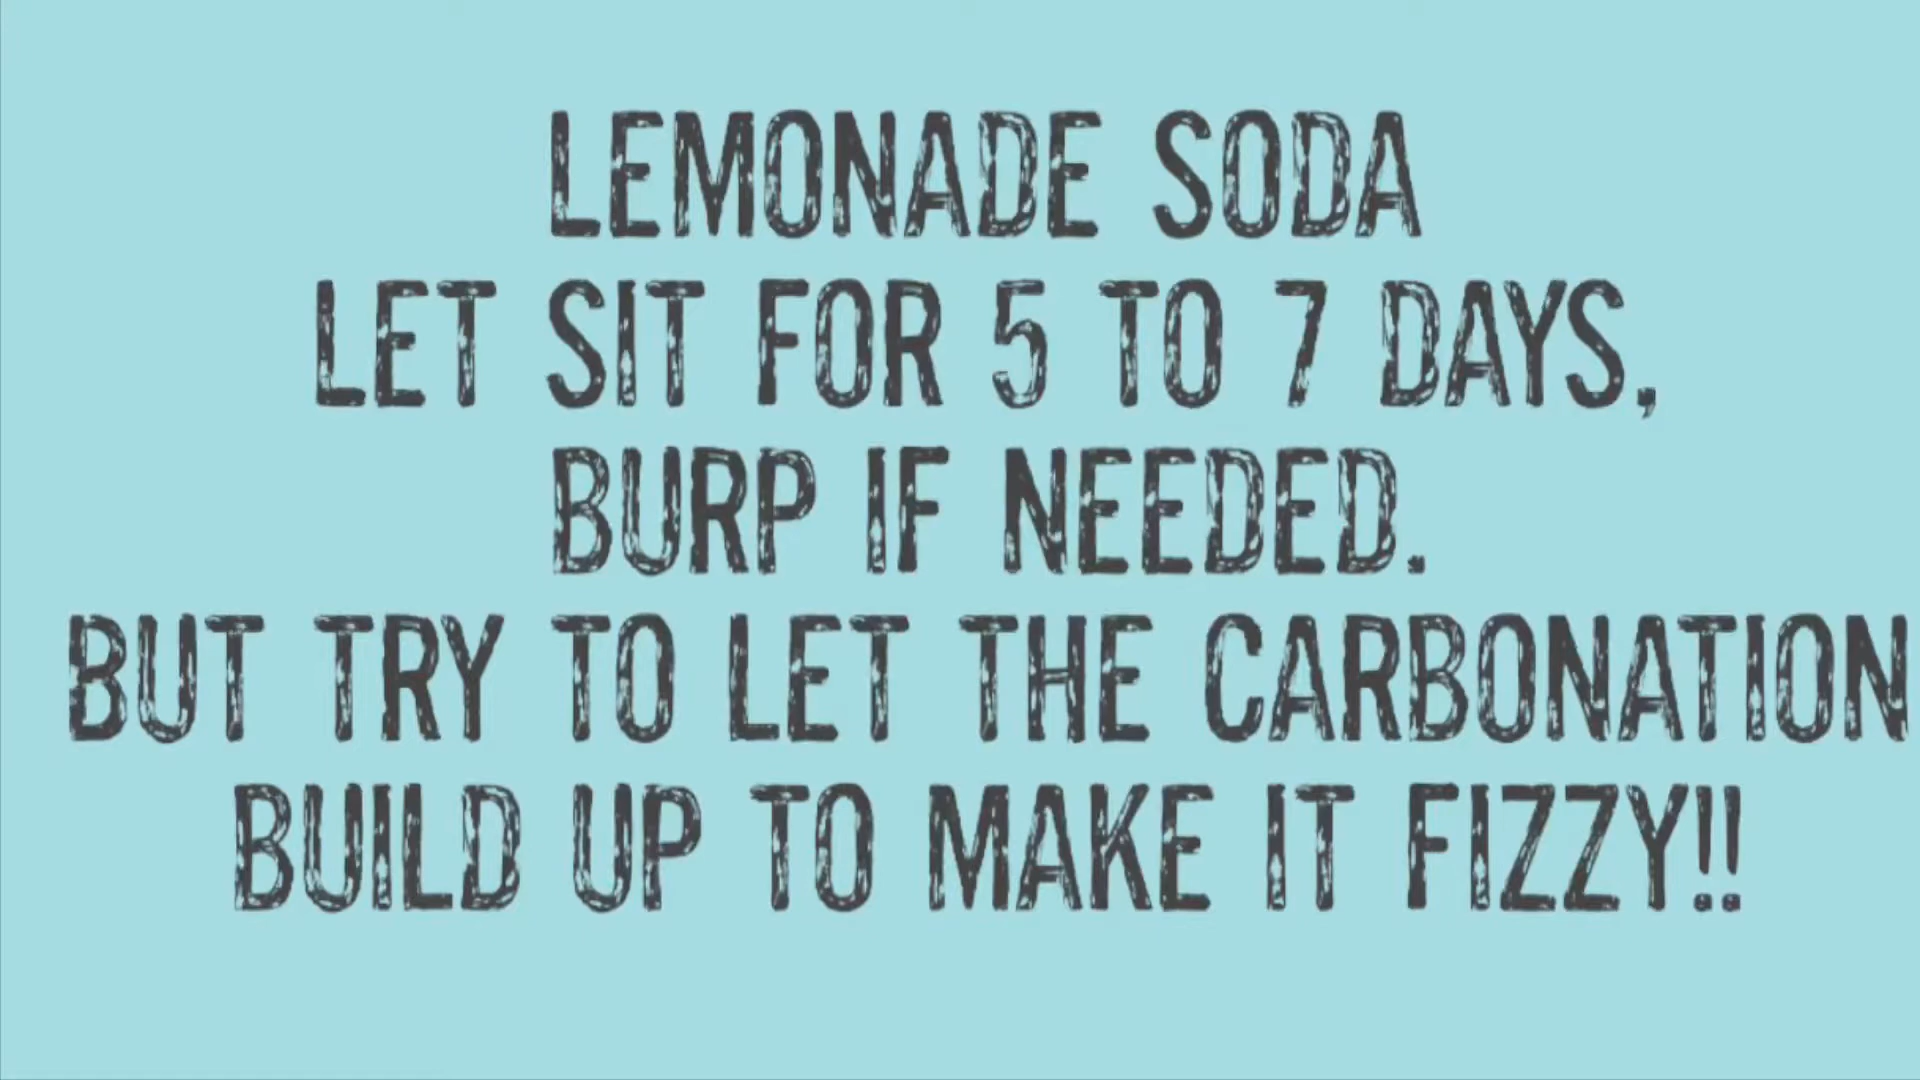 LEMONADE SODA
LET SIT FOR 5 TO 7 DAYS,
BURP IF NEEDED.
BUT TRY TO LET THE CARBONATION
BUILD UP TO MAKE IT FIZZY!!